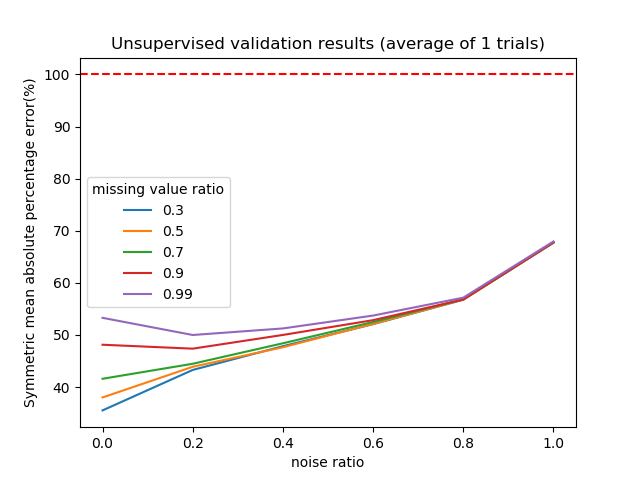 Unsupervised validation results (average of 1 trials)
Symmetric mean absolute percentage error(%)
100
90
80
70
60
50
40
missing value ratio
0.3
0.5
0.7
0.9
0.99
0.0 0.2 0.4 0.6 0.8 1.0
noise ratio